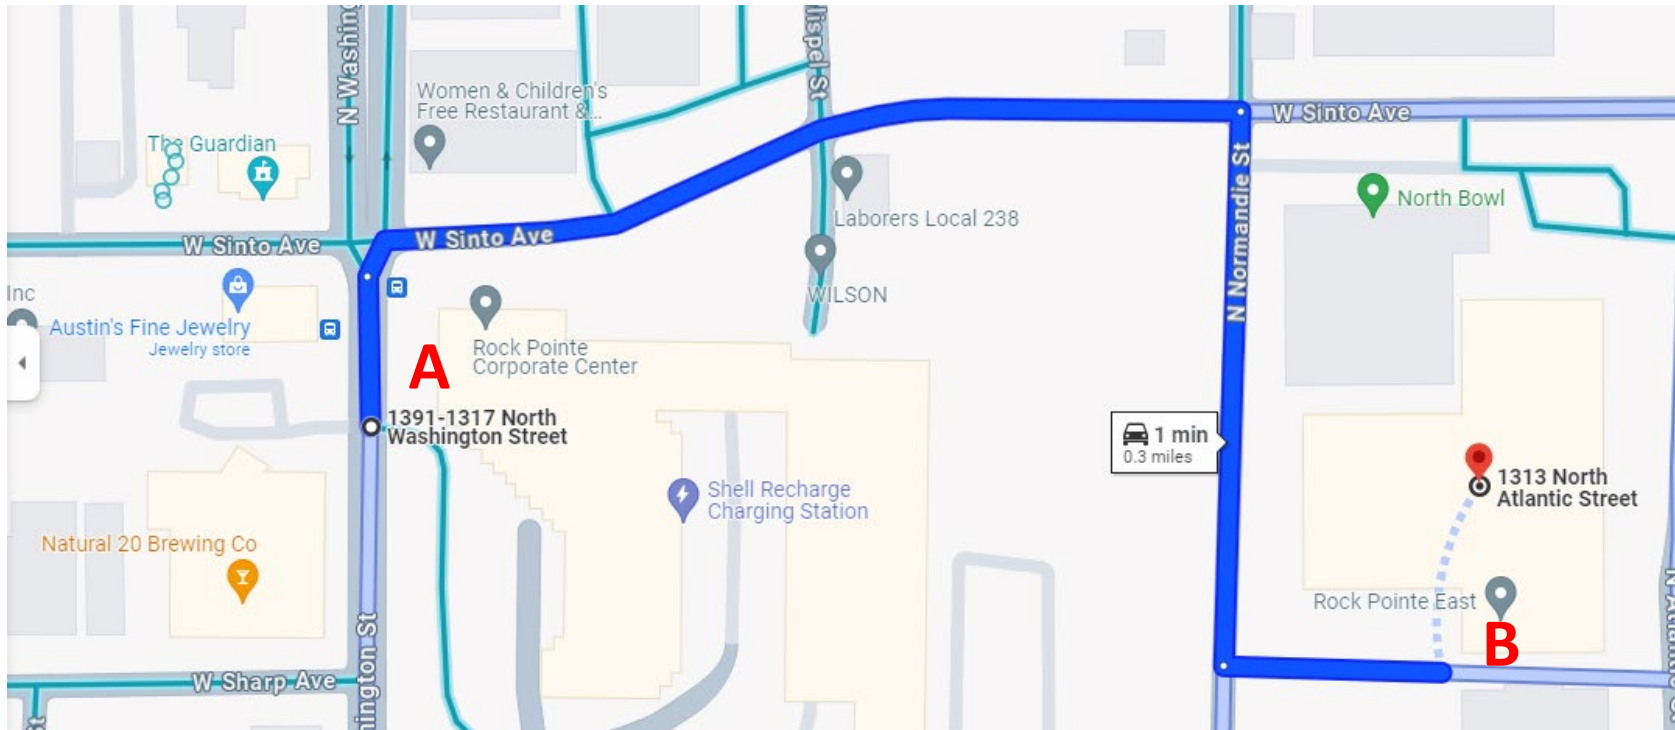 N Washing
lispel St
Women & Children's
Free Restaurant &...
W Sinto Ave
The Guardian
N Normandie St
North Bowl
Laborers Local 238
W Sinto Ave
W Sinto Ave
WILSON
Inc
Austin's Fine Jewelry
Jewelry store
Rock Pointe
Corporate Center
A
1391-1317 North
Washington Street
1 min
0.3 miles
1313 North
Atlantic Street
Shell Recharge
Charging Station
Natural 20 Brewing Co
Rock Pointe East
B
W Sharp Ave
ington St
N Atlantic St
St